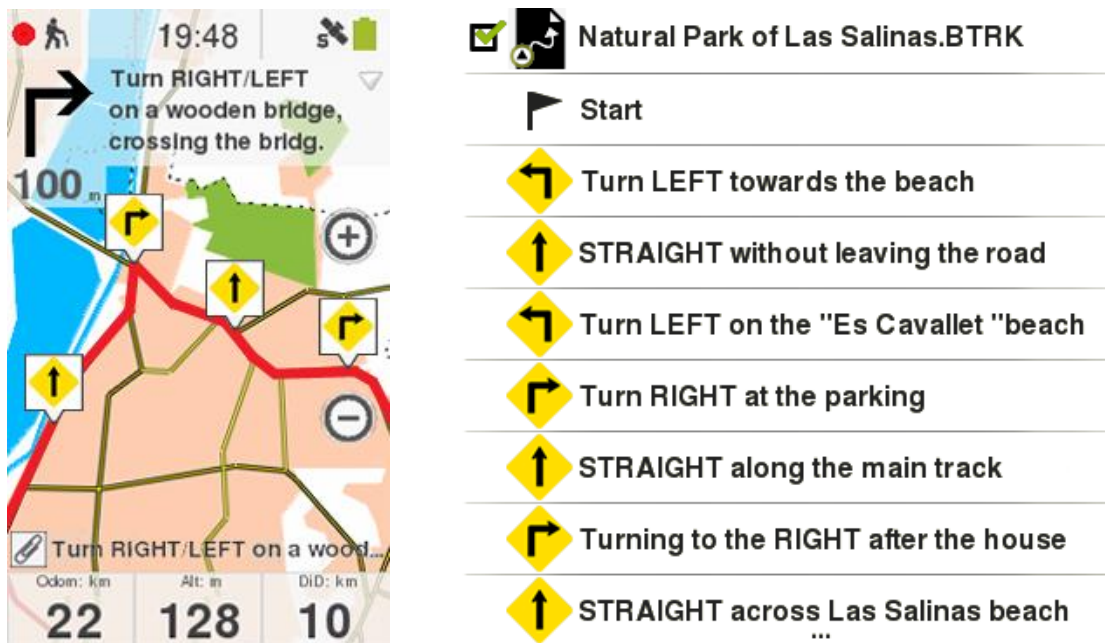 19:48
S
Turn RIGHT/LEFT
on a wooden bridge,
crossing the bridg.
100 m
Turn RIGHT/LEFT on a wood...
Odom: km
Alt: m
DiD: km
22
128
10
Natural Park of Las Salinas.BTRK
Start
Turn LEFT towards the beach
STRAIGHT without leaving the road
Turn LEFT on the "Es Cavallet "beach
Turn RIGHT at the parking
STRAIGHT along the main track
Turning to the RIGHT after the house
STRAIGHT across Las Salinas beach
...